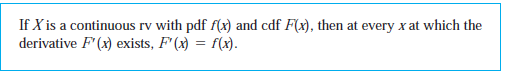 If X is a continuous rv with pdf f(x) and cdf F(x), then at every x at which the
derivative F′(x) exists, F′(x) = f(x).